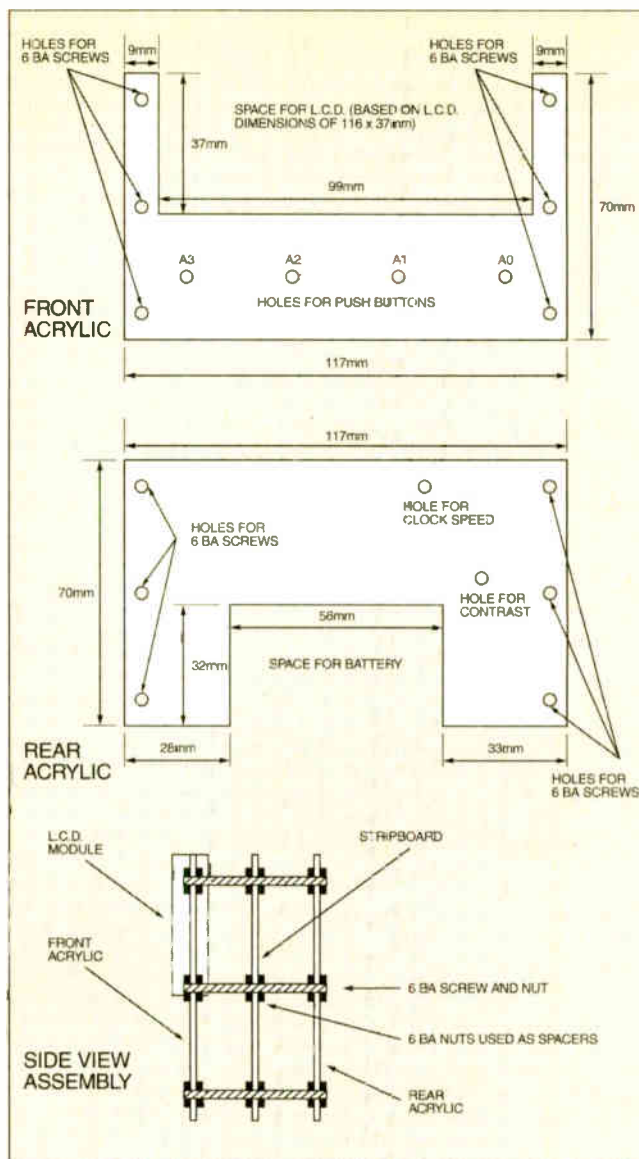 HOLES FOR
6 BA SCREWS
9mm
HOLES FOR
6 BA SCREWS
9mm
SPACE FOR L.C.D. (BASED ON L.C.D.
DIMENSIONS OF 116 x 37mm)
37mm
99mm
70mm
A3
A2
A1
A0
HOLES FOR PUSH BUTTONS
FRONT
ACRYLIC
117mm
117mm
HOLES FOR
6 BA SCREWS
HOLE FOR
CLOCK SPEED
70mm
HOLE FOR
CONTRAST
56mm
32mm
SPACE FOR BATTERY
REAR
ACRYLIC
28mm
33mm
HOLES FOR
6 BA SCREWS
L.C.D.
MODULE
STRIPBOARD
FRONT
ACRYLIC
6 BA SCREW AND NUT
6 BA NUTS USED AS SPACERS
SIDE VIEW
ASSEMBLY
REAR
ACRYLIC